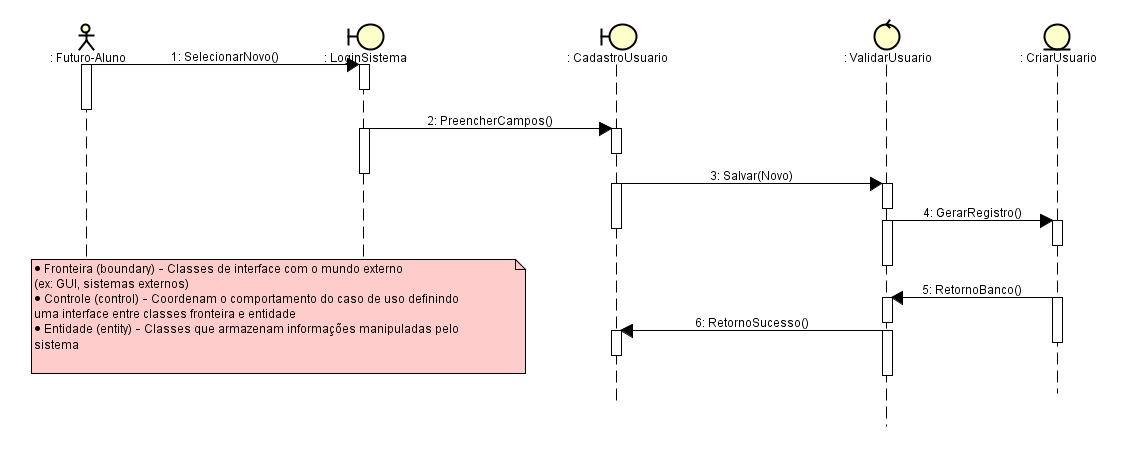 : Futuro-Aluno
: LoginSistema
: CadastroUsuario
: ValidarUsuario
: CriarUsuario
1: SelecionarNovo()
2: PreencherCampos()
3: Salvar(Novo)
4: GerarRegistro()
5: RetornoBanco()
6: RetornoSucesso()
● Fronteira (boundary) - Classes de interface com o mundo externo
(ex: GUI, sistemas externos)
● Controle (control) - Coordenam o comportamento do caso de uso definindo
uma interface entre classes fronteira e entidade
● Entidade (entity) - Classes que armazenam informações manipuladas pelo
sistema